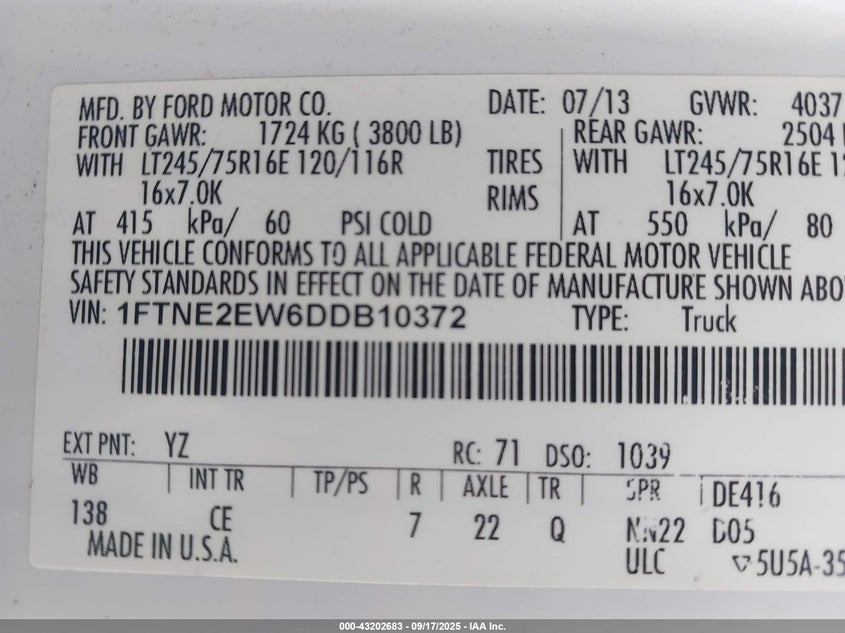 MFD. BY FORD MOTOR CO. DATE: 07/13 GVWR: 4037
FRONT GAWR: 1724 KG ( 3800 LB) REAR GAWR: 2504
WITH LT245/75R16E 120/116R TIRES WITH LT245/75R16E
16x7.0K RIMS 16x7.0K
AT 415 kPa/ 60 PSI COLD AT 550 kPa/ 80
THIS VEHICLE CONFORMS TO ALL APPLICABLE FEDERAL MOTOR VEHICLE
SAFETY STANDARDS IN EFFECT ON THE DATE OF MANUFACTURE SHOWN ABO
VIN: 1FTNE2EW6DDB10372 TYPE: Truck
EXT PNT: YZ RC: 71 DSO: 1039
WB INT TR TP/PS R AXLE TR SPR DE416
138 CE 7 22 Q NN22 D05
MADE IN U.S.A. ULC 5U5A-35
000-43202683 - 09/17/2025 - IAA Inc.